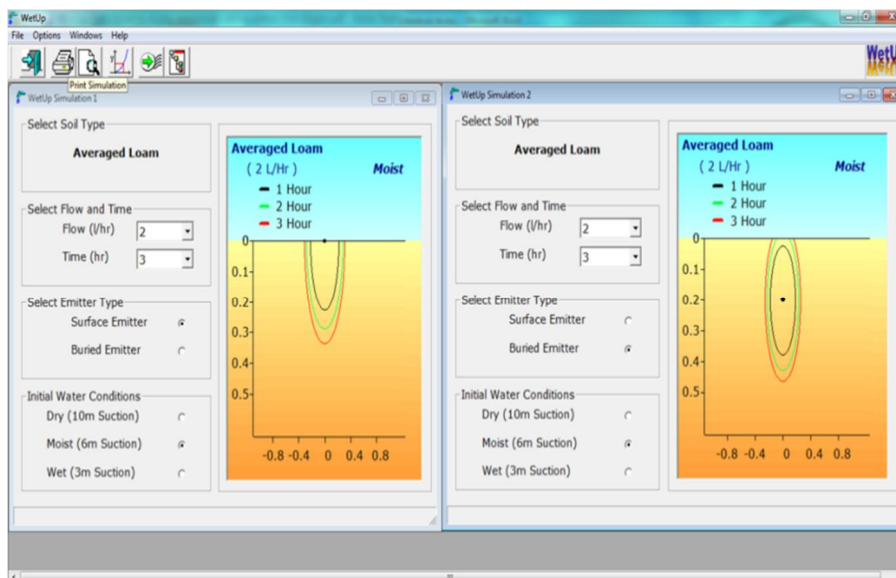 WetUp
File Options Windows Help
WetU
Print Simulation
WetUp Simulation 1
Select Soil Type
Averaged Loam
Select Flow and Time
Flow (l/hr) 2
Time (hr) 3
Select Emitter Type
Surface Emitter
Buried Emitter
Initial Water Conditions
Dry (10m Suction)
Moist (6m Suction)
Wet (3m Suction)
Averaged Loam
( 2 L/Hr ) Moist
1 Hour
2 Hour
3 Hour
0
0.1
0.2
0.3
0.4
0.5
-0.8 -0.4 0 0.4 0.8
WetUp Simulation 2
Select Soil Type
Averaged Loam
Select Flow and Time
Flow (l/hr) 2
Time (hr) 3
Select Emitter Type
Surface Emitter
Buried Emitter
Initial Water Conditions
Dry (10m Suction)
Moist (6m Suction)
Wet (3m Suction)
Averaged Loam
( 2 L/Hr ) Moist
1 Hour
2 Hour
3 Hour
0
0.1
0.2
0.3
0.4
0.5
-0.8 -0.4 0 0.4 0.8